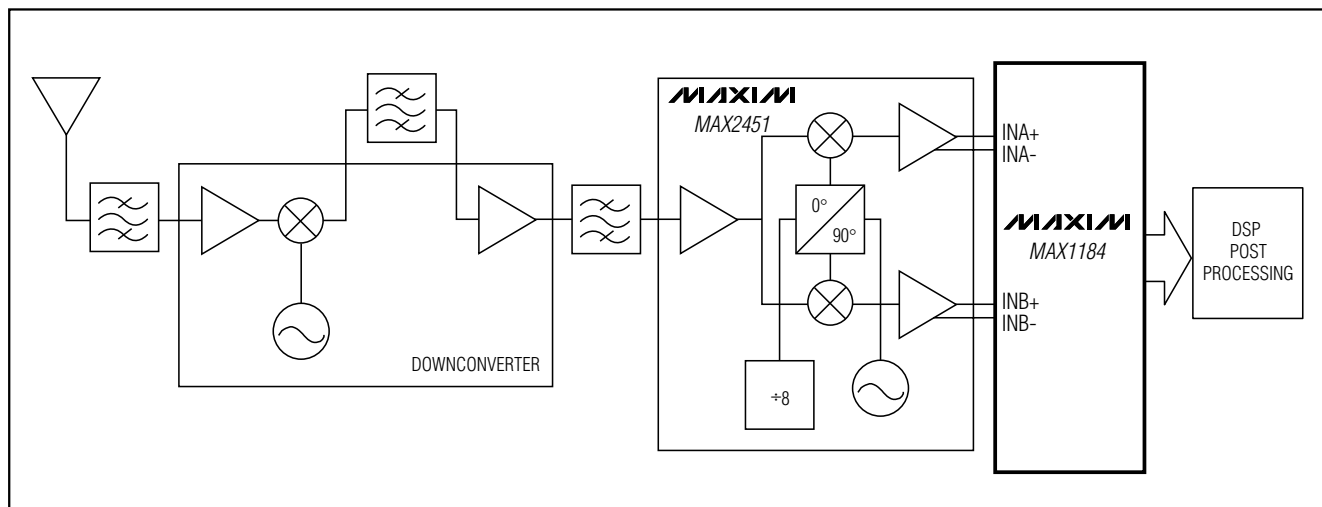 DOWNCONVERTER
MAXIM
MAX2451
0°
90°
÷8
INA+
INA-
MAXIM
MAX1184
INB+
INB-
DSP
POST
PROCESSING